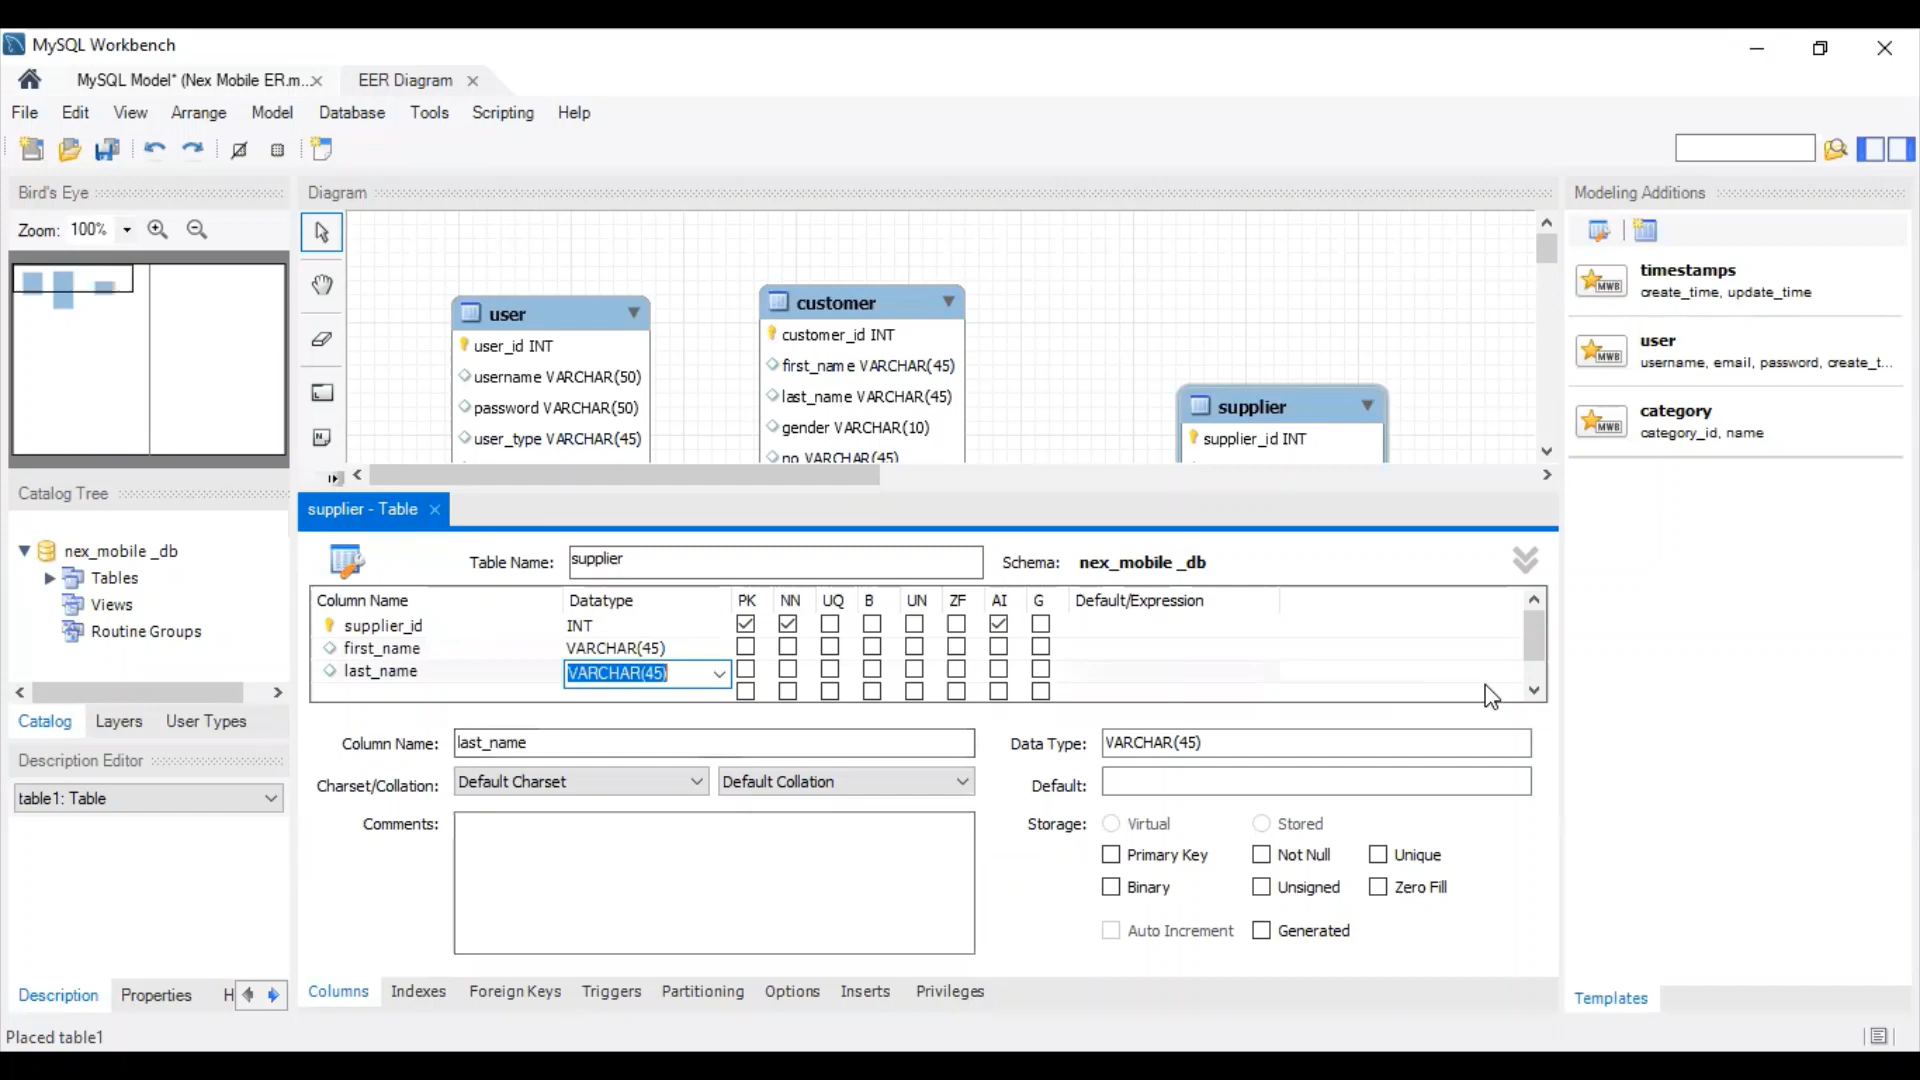 MySQL Workbench
MySQL Model* (Nex Mobile ER.m...
EER Diagram
File Edit View Arrange Model Database Tools Scripting Help
Bird's Eye
Diagram
Modeling Additions
Zoom: 100%
timestamps
create_time, update_time
user
username, email, password, create_t...
category
category_id, name
user
user_id INT
username VARCHAR(50)
password VARCHAR(50)
user_type VARCHAR(45)
customer
customer_id INT
first_name VARCHAR(45)
last_name VARCHAR(45)
gender VARCHAR(10)
no VARCHAR(45)
supplier
supplier_id INT
Catalog Tree
nex_mobile _db
Tables
Views
Routine Groups
Catalog Layers User Types
Description Editor
table1: Table
Description Properties H
supplier - Table
Table Name: supplier Schema: nex_mobile _db
Column Name Datatype PK NN UQ B UN ZF AI G Default/Expression
supplier_id INT
first_name VARCHAR(45)
last_name VARCHAR(45)
Column Name: last_name Data Type: VARCHAR(45)
Charset/Collation: Default Charset Default Collation Default:
Comments: Storage: Virtual Stored
Primary Key Not Null Unique
Binary Unsigned Zero Fill
Auto Increment Generated
Columns Indexes Foreign Keys Triggers Partitioning Options Inserts Privileges
Templates
Placed table1